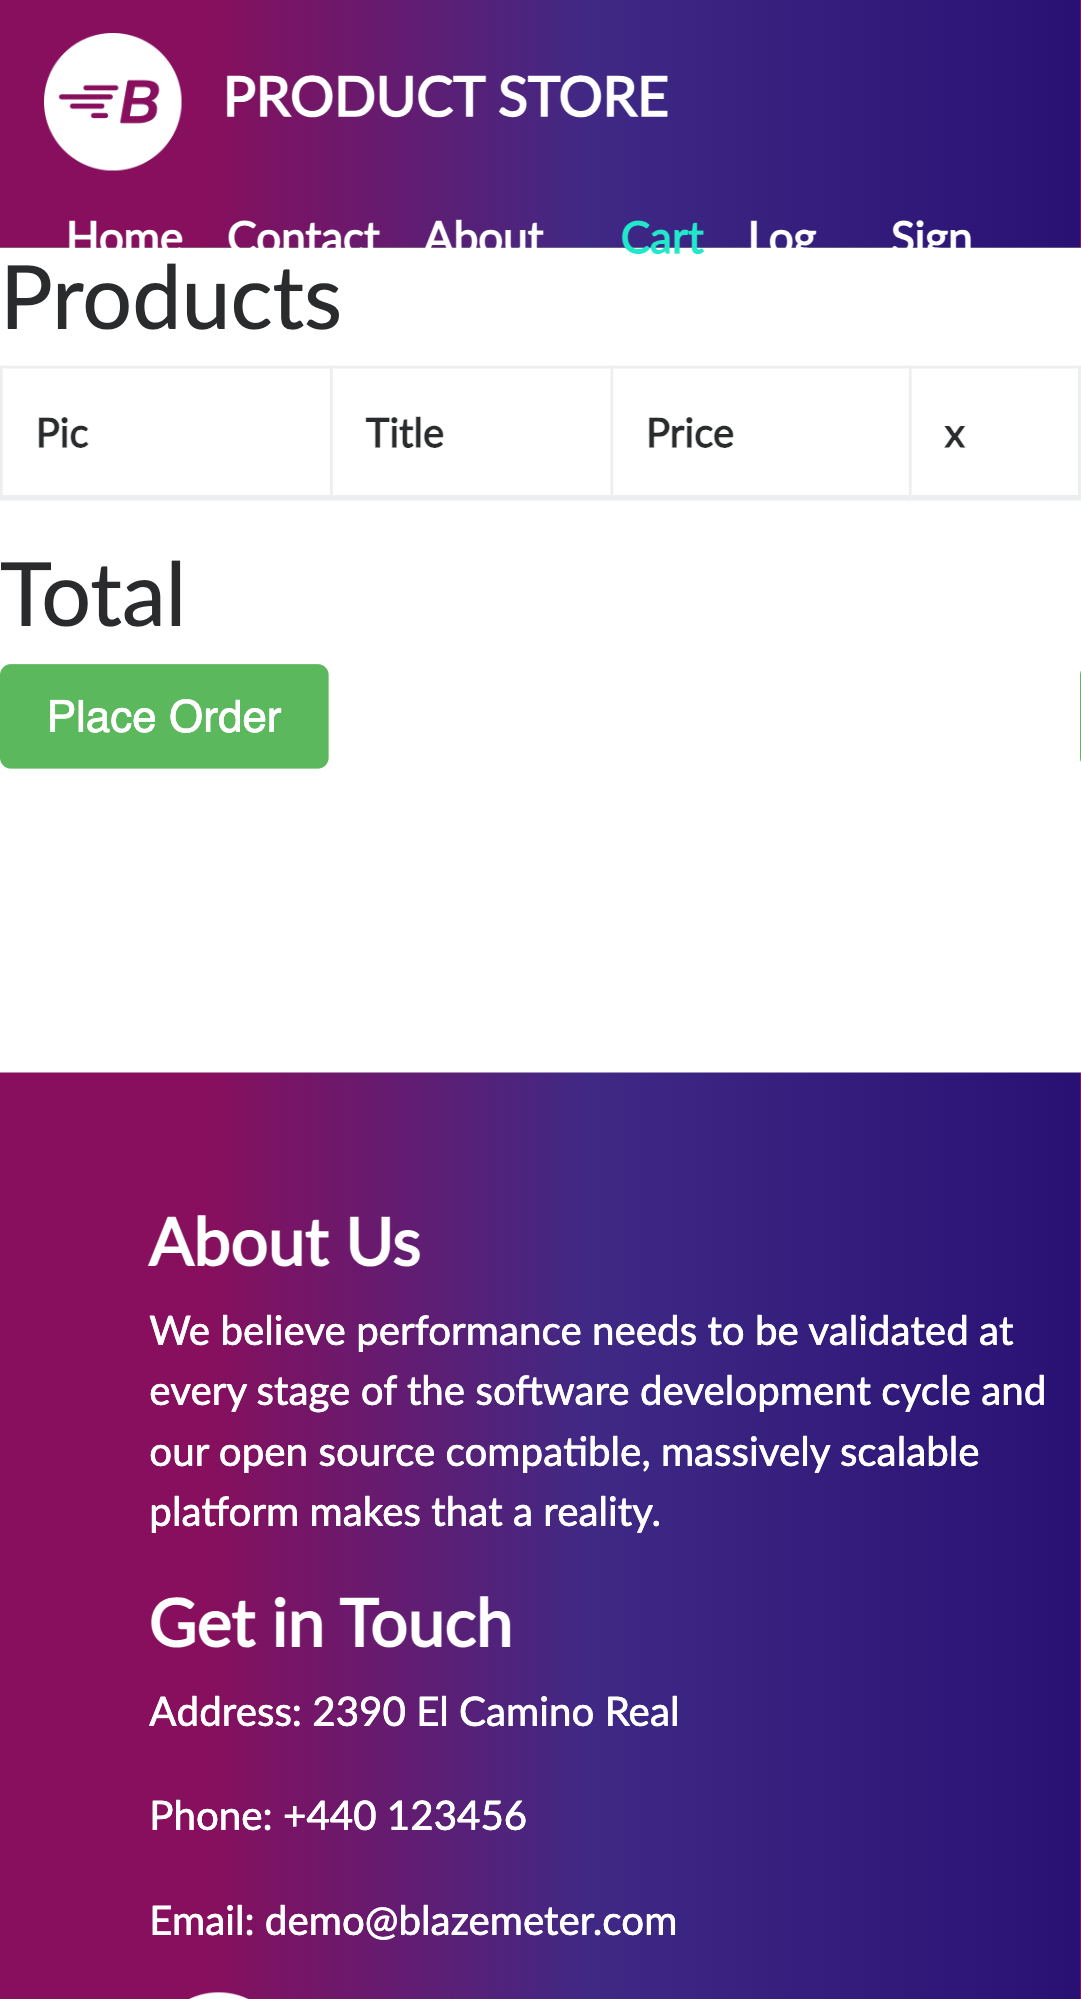 B PRODUCT STORE
Home Contact About Cart Log Sign
Products
Pic Title Price x
Total
Place Order
About Us
We believe performance needs to be validated at
every stage of the software development cycle and
our open source compatible, massively scalable
platform makes that a reality.
Get in Touch
Address: 2390 El Camino Real
Phone: +440 123456
Email: demo@blazemeter.com